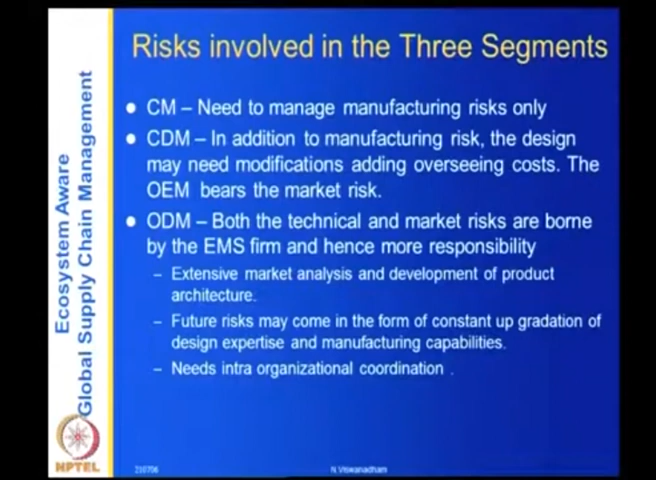 Risks involved in the Three Segments
• CM – Need to manage manufacturing risks only
• CDM – In addition to manufacturing risk, the design
may need modifications adding overseeing costs. The
OEM bears the market risk.
• ODM – Both the technical and market risks are borne
by the EMS firm and hence more responsibility
– Extensive market analysis and development of product
architecture.
– Future risks may come in the form of constant up gradation of
design expertise and manufacturing capabilities.
– Needs intra organizational coordination .
Ecosystem Aware
Global Supply Chain Management
NPTEL
210706
N.Viswanadham